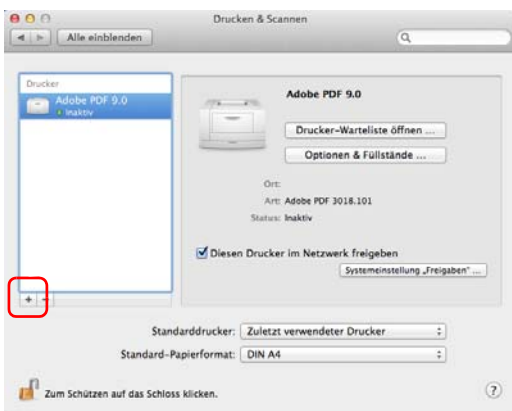 Drucken & Scannen
Alle einblenden
Drucker
Adobe PDF 9.0
Inaktiv
Adobe PDF 9.0
Drucker-Warteliste öffnen ...
Optionen & Füllstände ...
Ort:
Art: Adobe PDF 3018.101
Status: Inaktiv
Diesen Drucker im Netzwerk freigeben
Systemeinstellung „Freigaben“ ...
+ −
Standarddrucker: Zuletzt verwendeter Drucker
Standard-Papierformat: DIN A4
Zum Schützen auf das Schloss klicken.
?